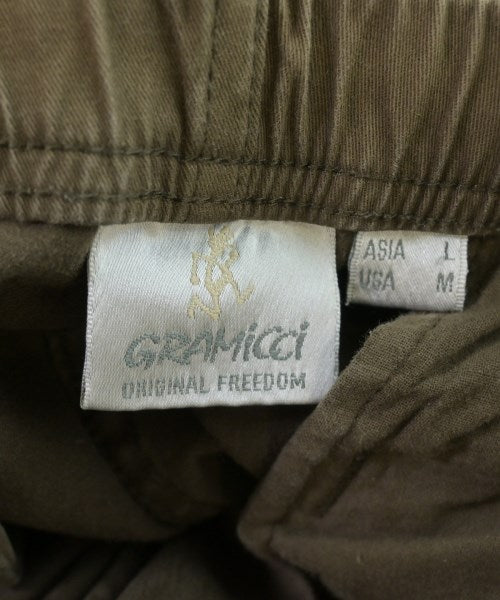 GRAMiCCi
ORIGINAL FREEDOM
ASIA L
USA M